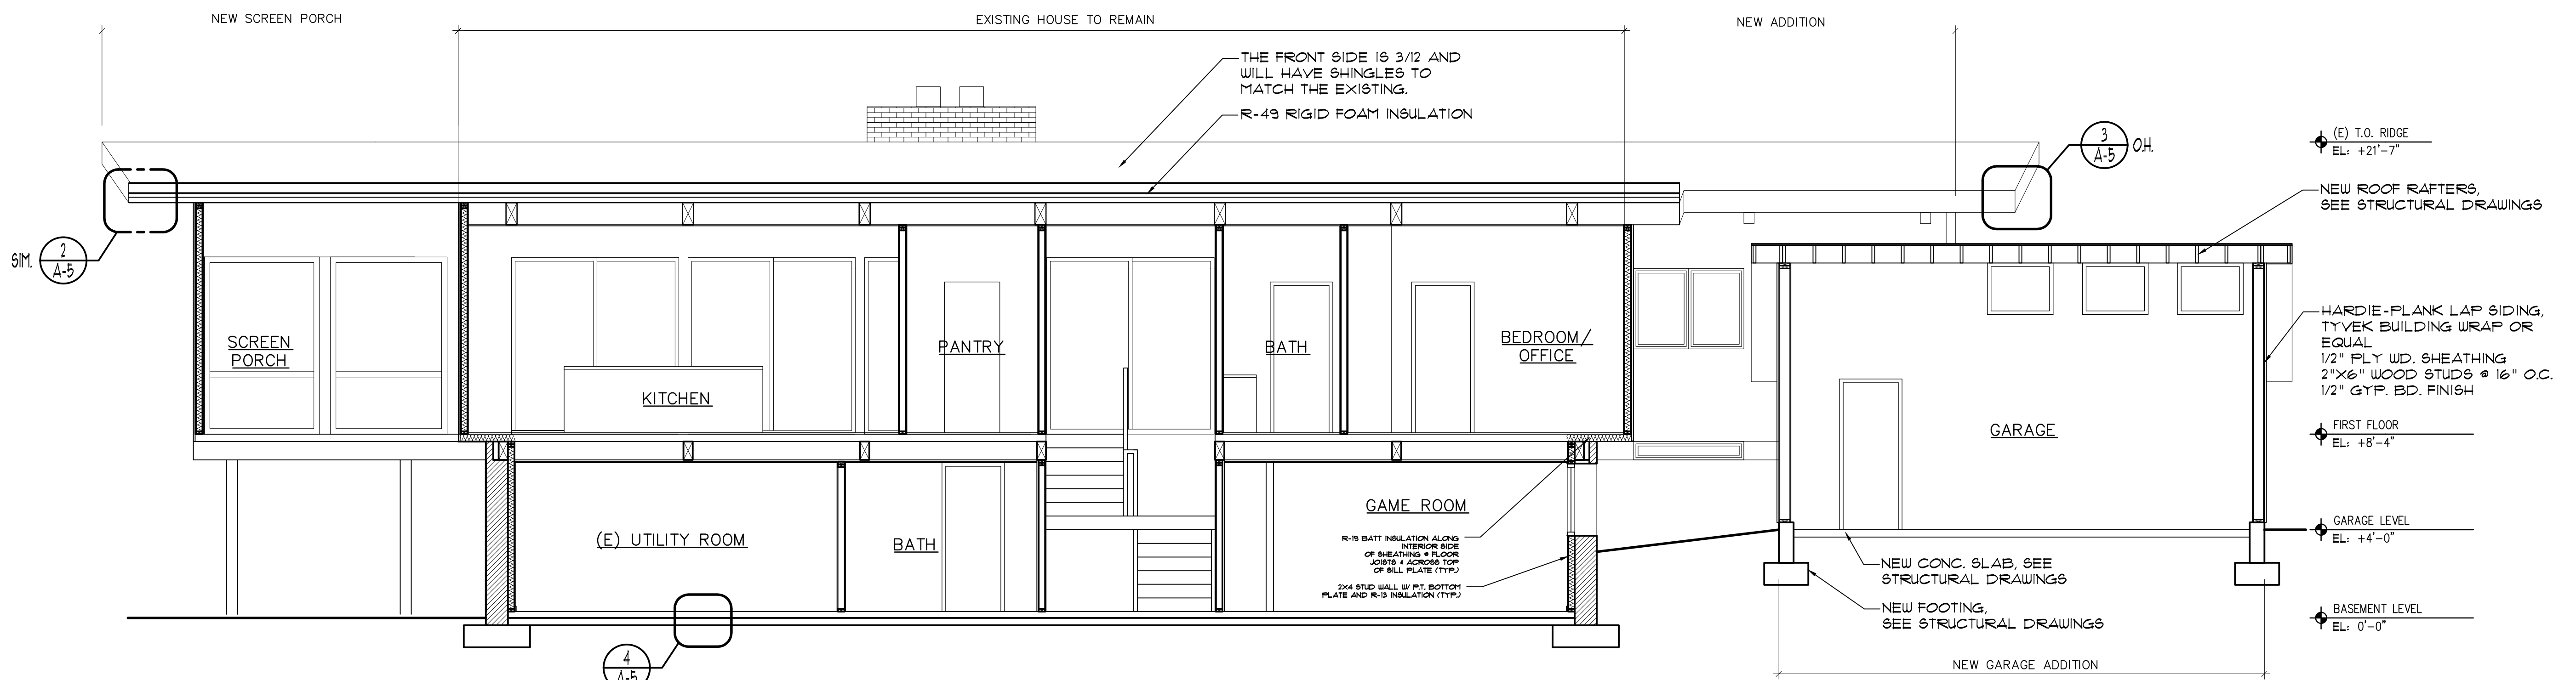 NEW SCREEN PORCH
EXISTING HOUSE TO REMAIN
NEW ADDITION
THE FRONT SIDE IS 3/12 AND
WILL HAVE SHINGLES TO
MATCH THE EXISTING.
R-49 RIGID FOAM INSULATION
3
A-5
O.H.
(E) T.O. RIDGE
EL: +21'-7"
NEW ROOF RAFTERS,
SEE STRUCTURAL DRAWINGS
SIM.
2
A-5
HARDIE-PLANK LAP SIDING,
TYVEK BUILDING WRAP OR
EQUAL
1/2" PLY WD. SHEATHING
2"X6" WOOD STUDS @ 16" O.C.
1/2" GYP. BD. FINISH
SCREEN
PORCH
KITCHEN
PANTRY
BATH
BEDROOM/
OFFICE
GARAGE
FIRST FLOOR
EL: +8'-4"
(E) UTILITY ROOM
BATH
GAME ROOM
R-19 BATT INSULATION ALONG
INTERIOR SIDE
OF SHEATHING @ FLOOR
JOISTS & ACROSS TOP
OF SILL PLATE (TYP.)
2X4 STUD WALL W/ P.T. BOTTOM
PLATE AND R-13 INSULATION (TYP.)
GARAGE LEVEL
EL: +4'-0"
NEW CONC. SLAB, SEE
STRUCTURAL DRAWINGS
NEW FOOTING,
SEE STRUCTURAL DRAWINGS
BASEMENT LEVEL
EL: 0'-0"
4
A-5
NEW GARAGE ADDITION